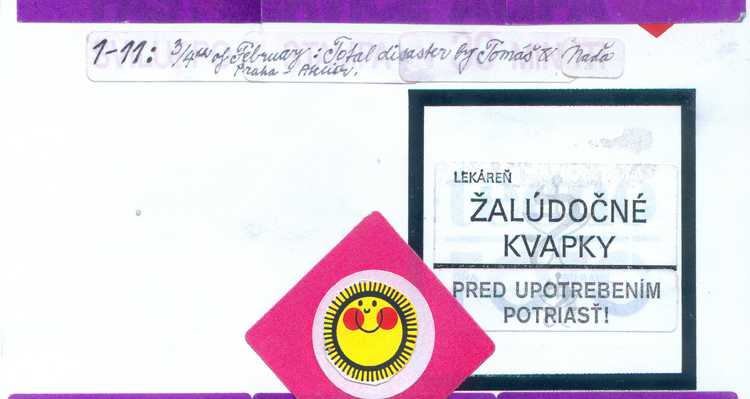 1-11: 3/4th of February: Total disaster by Tomáš & Naďa
Praha - Ateliér.
LEKÁREŇ
ŽALÚDOČNÉ
KVAPKY
PRED UPOTREBENÍM
POTRIASŤ!